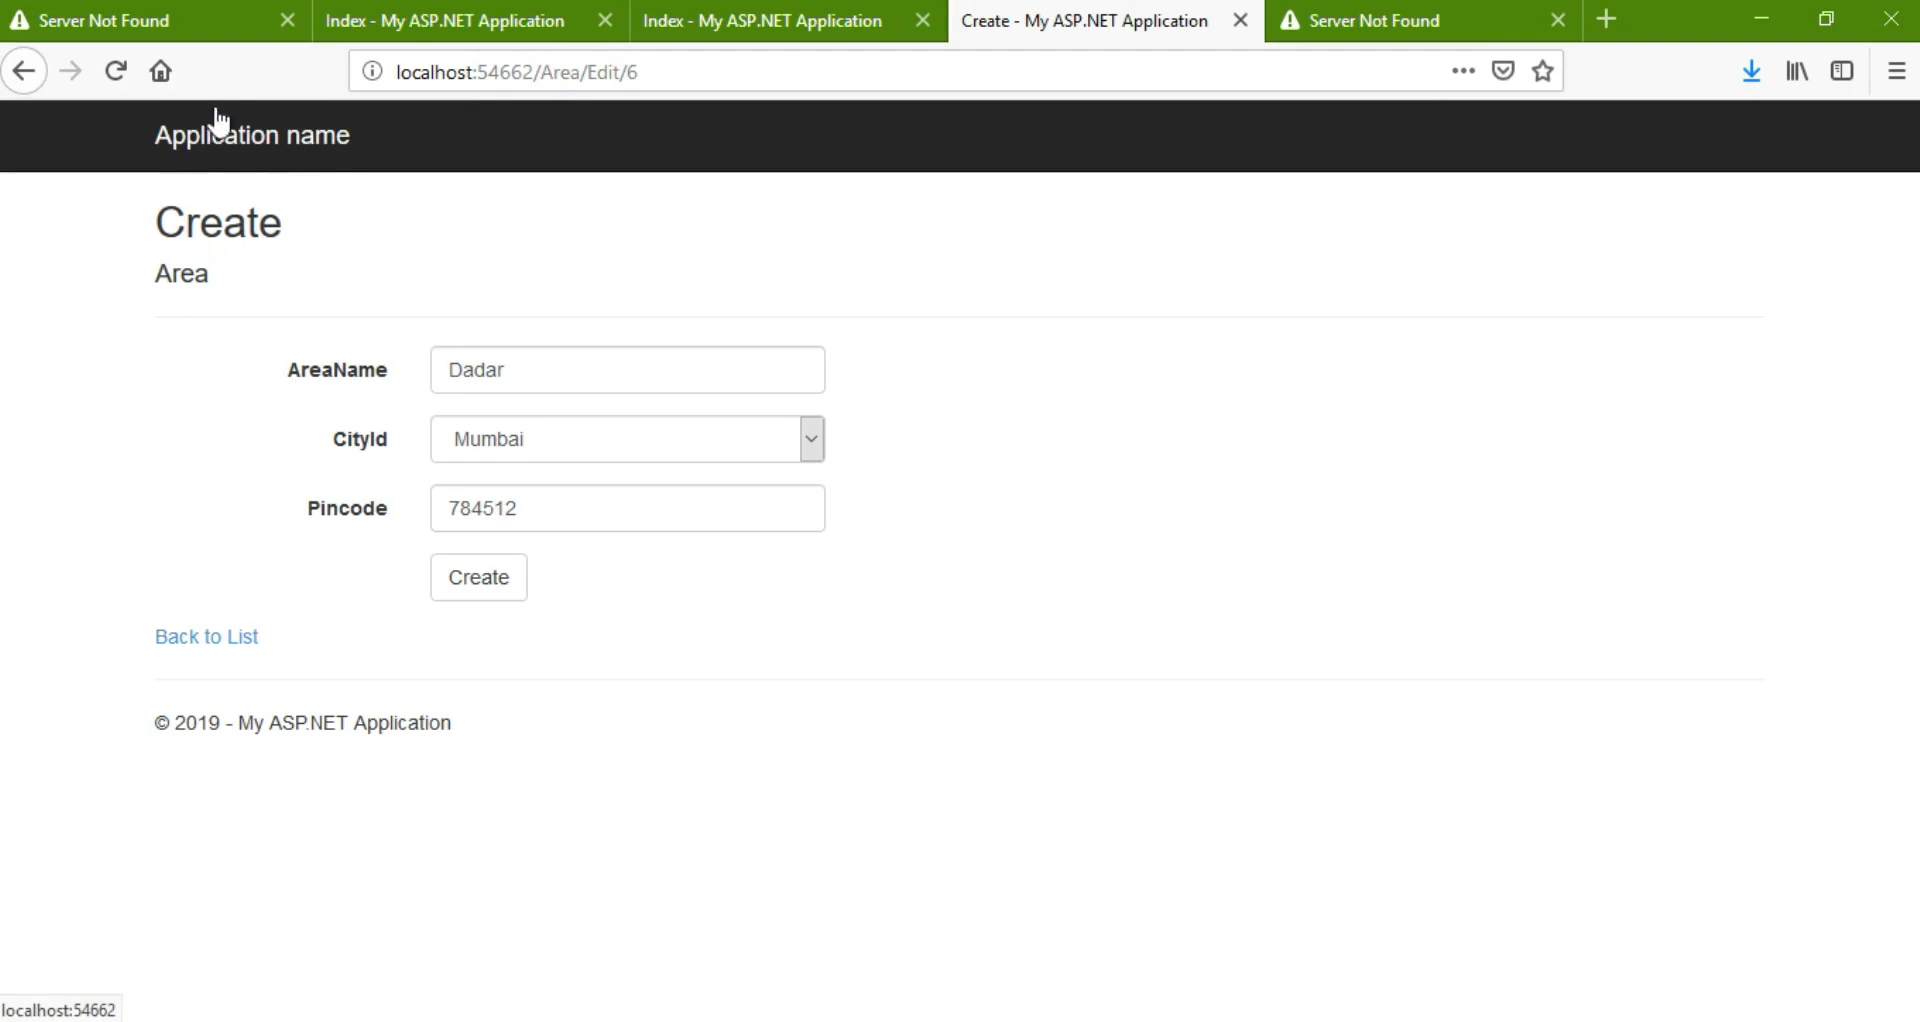 Server Not Found
Index - My ASP.NET Application
Index - My ASP.NET Application
Create - My ASP.NET Application
Server Not Found
localhost:54662/Area/Edit/6
Application name
Create
Area
AreaName Dadar
CityId Mumbai
Pincode 784512
Create
Back to List
© 2019 - My ASP.NET Application
localhost:54662